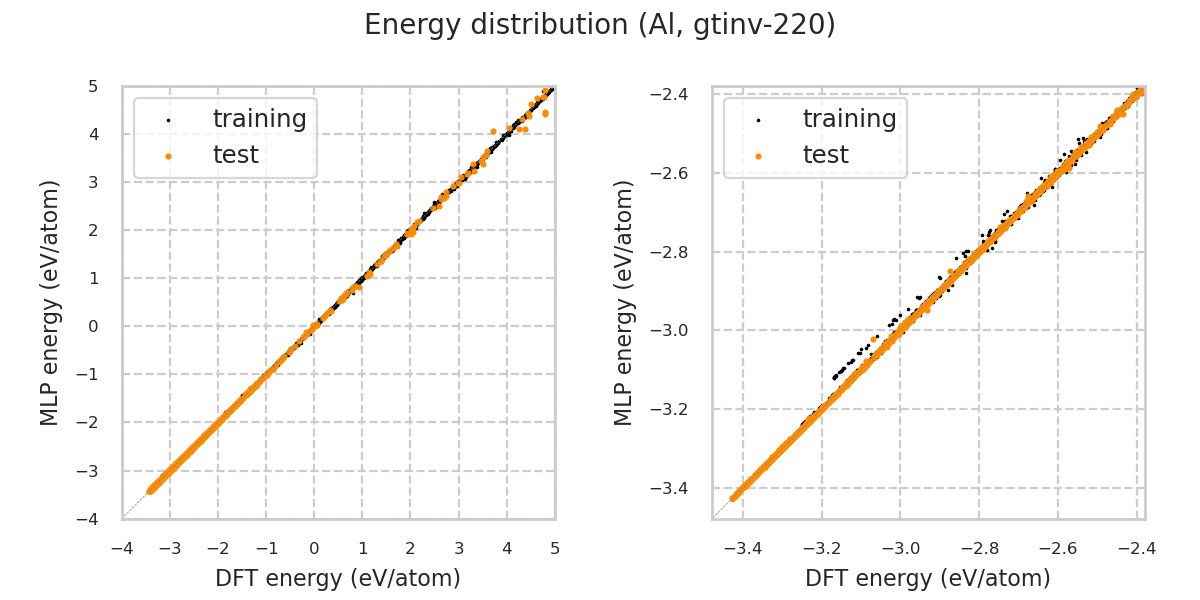 Energy distribution (Al, gtinv-220)
training
test
5
4
3
2
1
0
−1
−2
−3
−4
MLP energy (eV/atom)
−4 −3 −2 −1 0 1 2 3 4 5
DFT energy (eV/atom)
training
test
−2.4
−2.6
−2.8
−3.0
−3.2
−3.4
MLP energy (eV/atom)
−3.4 −3.2 −3.0 −2.8 −2.6 −2.4
DFT energy (eV/atom)